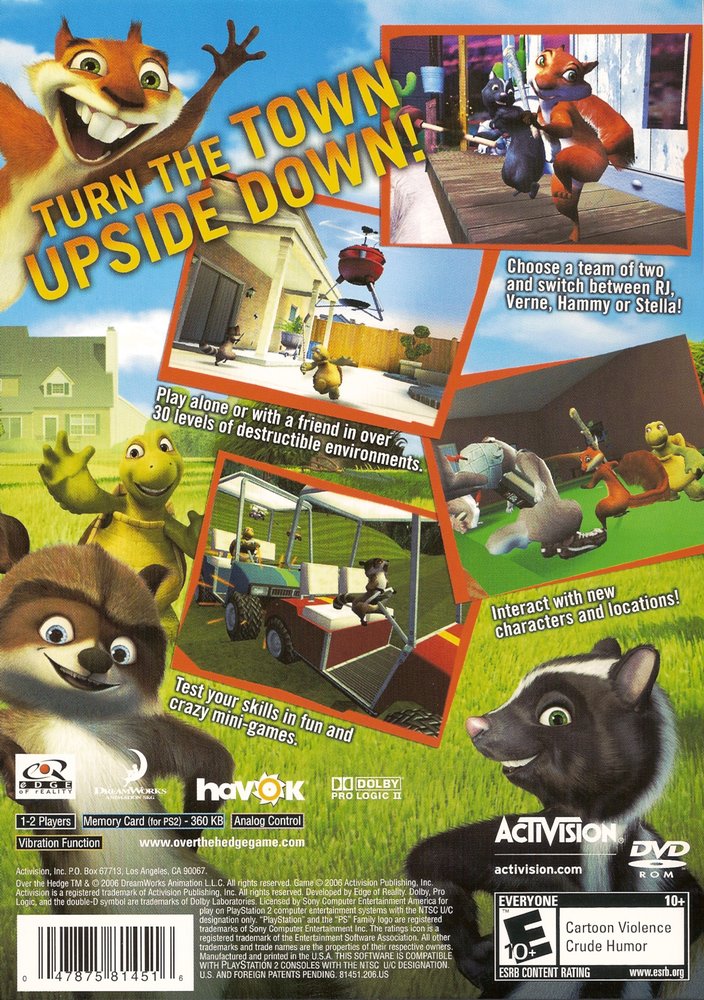 TURN THE TOWN
UPSIDE DOWN!
Choose a team of two
and switch between RJ,
Verne, Hammy or Stella!
Play alone or with a friend in over
30 levels of destructible environments.
Interact with new
characters and locations!
Test your skills in fun and
crazy mini-games.
EDGE
OF REALITY
DREAMWORKS
ANIMATION SKG
havOK
DOLBY
PRO LOGIC II
1-2 Players
Memory Card (for PS2) - 360 KB
Analog Control
Vibration Function
www.overthehedgegame.com
ACTIVISION®
activision.com
DVD
ROM
Activision, Inc. P.O. Box 67713, Los Angeles, CA 90067.
Over the Hedge TM & © 2006 DreamWorks Animation L.L.C. All rights reserved. Game © 2006 Activision Publishing, Inc.
Activision is a registered trademark of Activision Publishing, Inc. All rights reserved. Developed by Edge of Reality. Dolby, Pro
Logic, and the double-D symbol are trademarks of Dolby Laboratories. Licensed by Sony Computer Entertainment America for
play on PlayStation 2 computer entertainment systems with the NTSC U/C
designation only. "PlayStation" and the "PS" Family logo are registered
trademarks of Sony Computer Entertainment Inc. The ratings icon is a
registered trademark of the Entertainment Software Association. All other
trademarks and trade names are the properties of their respective owners.
Manufactured and printed in the U.S.A. THIS SOFTWARE IS COMPATIBLE
WITH PLAYSTATION 2 CONSOLES WITH THE NTSC U/C DESIGNATION.
U.S. AND FOREIGN PATENTS PENDING. 81451.206.US
0 47875 81451 6
EVERYONE 10+
E
10+
Cartoon Violence
Crude Humor
ESRB CONTENT RATING www.esrb.org